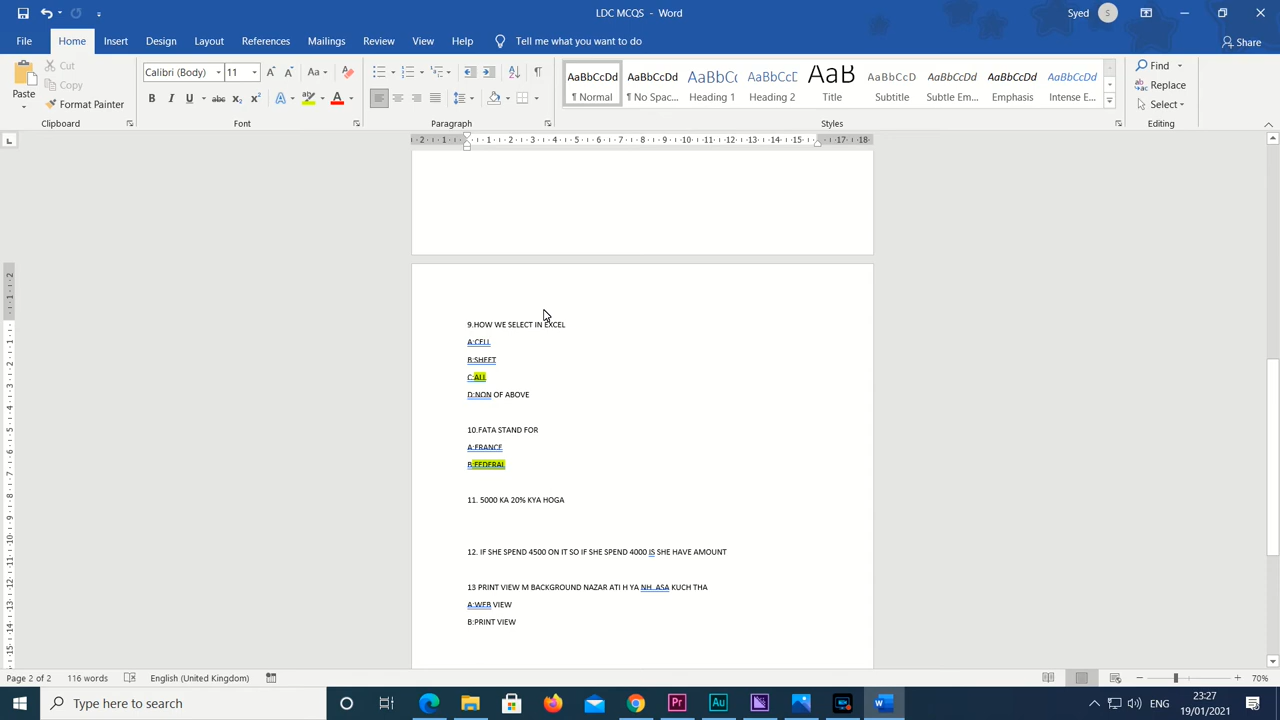 LDC MCQS - Word
Syed
File Home Insert Design Layout References Mailings Review View Help Tell me what you want to do
Share
Paste
Cut
Copy
Format Painter
Clipboard
Calibri (Body) 11
B I U abc X2 X2 A A
Font
Paragraph
AaBbCcDd AaBbCcDd AaBbC AaBbCcD AaB AaBbCcD AaBbCcDd AaBbCcDd AaBbCcDd
¶ Normal ¶ No Spac... Heading 1 Heading 2 Title Subtitle Subtle Em... Emphasis Intense E...
Styles
Find
Replace
Select
Editing
9.HOW WE SELECT IN EXCEL
A:CELL
B:SHEET
C:ALL
D:NON OF ABOVE
10.FATA STAND FOR
A:FRANCE
B:FEDERAL
11. 5000 KA 20% KYA HOGA
12. IF SHE SPEND 4500 ON IT SO IF SHE SPEND 4000 IS SHE HAVE AMOUNT
13 PRINT VIEW M BACKGROUND NAZAR ATI H YA NH..ASA KUCH THA
A:WEB VIEW
B:PRINT VIEW
Page 2 of 2 116 words English (United Kingdom) 70%
Type here to search
ENG
23:27
19/01/2021